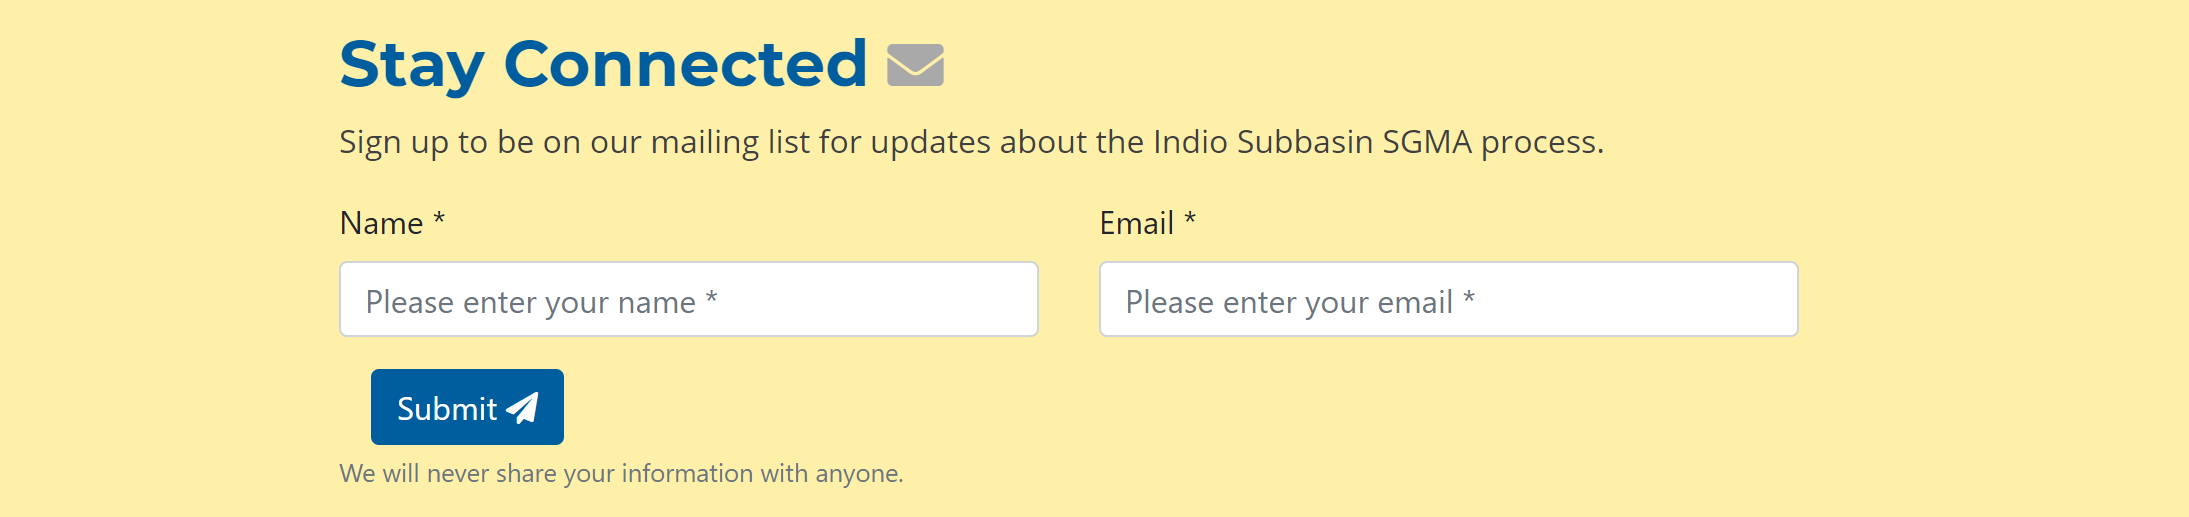 Stay Connected
Sign up to be on our mailing list for updates about the Indio Subbasin SGMA process.
Name *
Email *
Please enter your name *
Please enter your email *
Submit
We will never share your information with anyone.